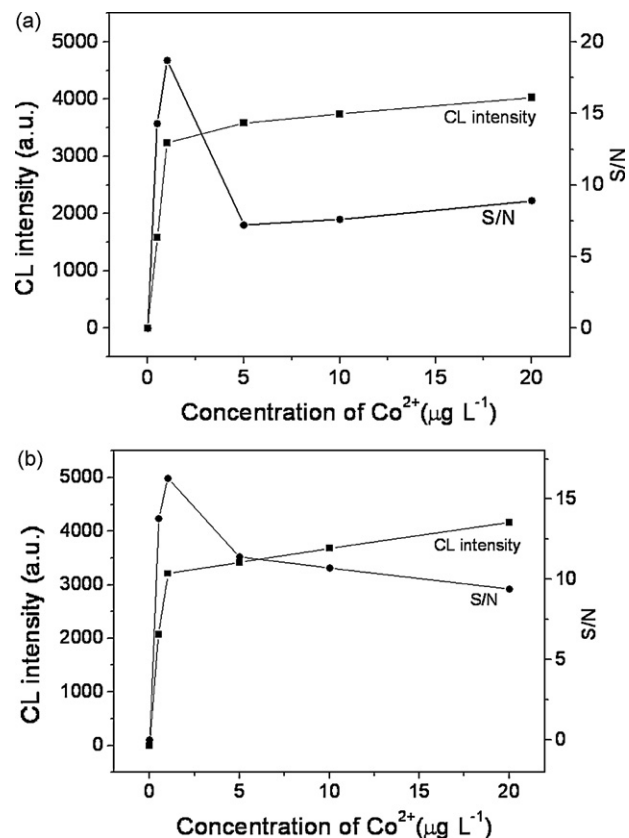 (a)
5000
4000
3000
2000
1000
0
CL intensity (a.u.)
20
15
10
5
0
S/N
CL intensity
S/N
0 5 10 15 20
Concentration of Co²⁺(μg L⁻¹)
(b)
5000
4000
3000
2000
1000
0
CL intensity (a.u.)
15
10
5
0
S/N
CL intensity
S/N
0 5 10 15 20
Concentration of Co²⁺(μg L⁻¹)